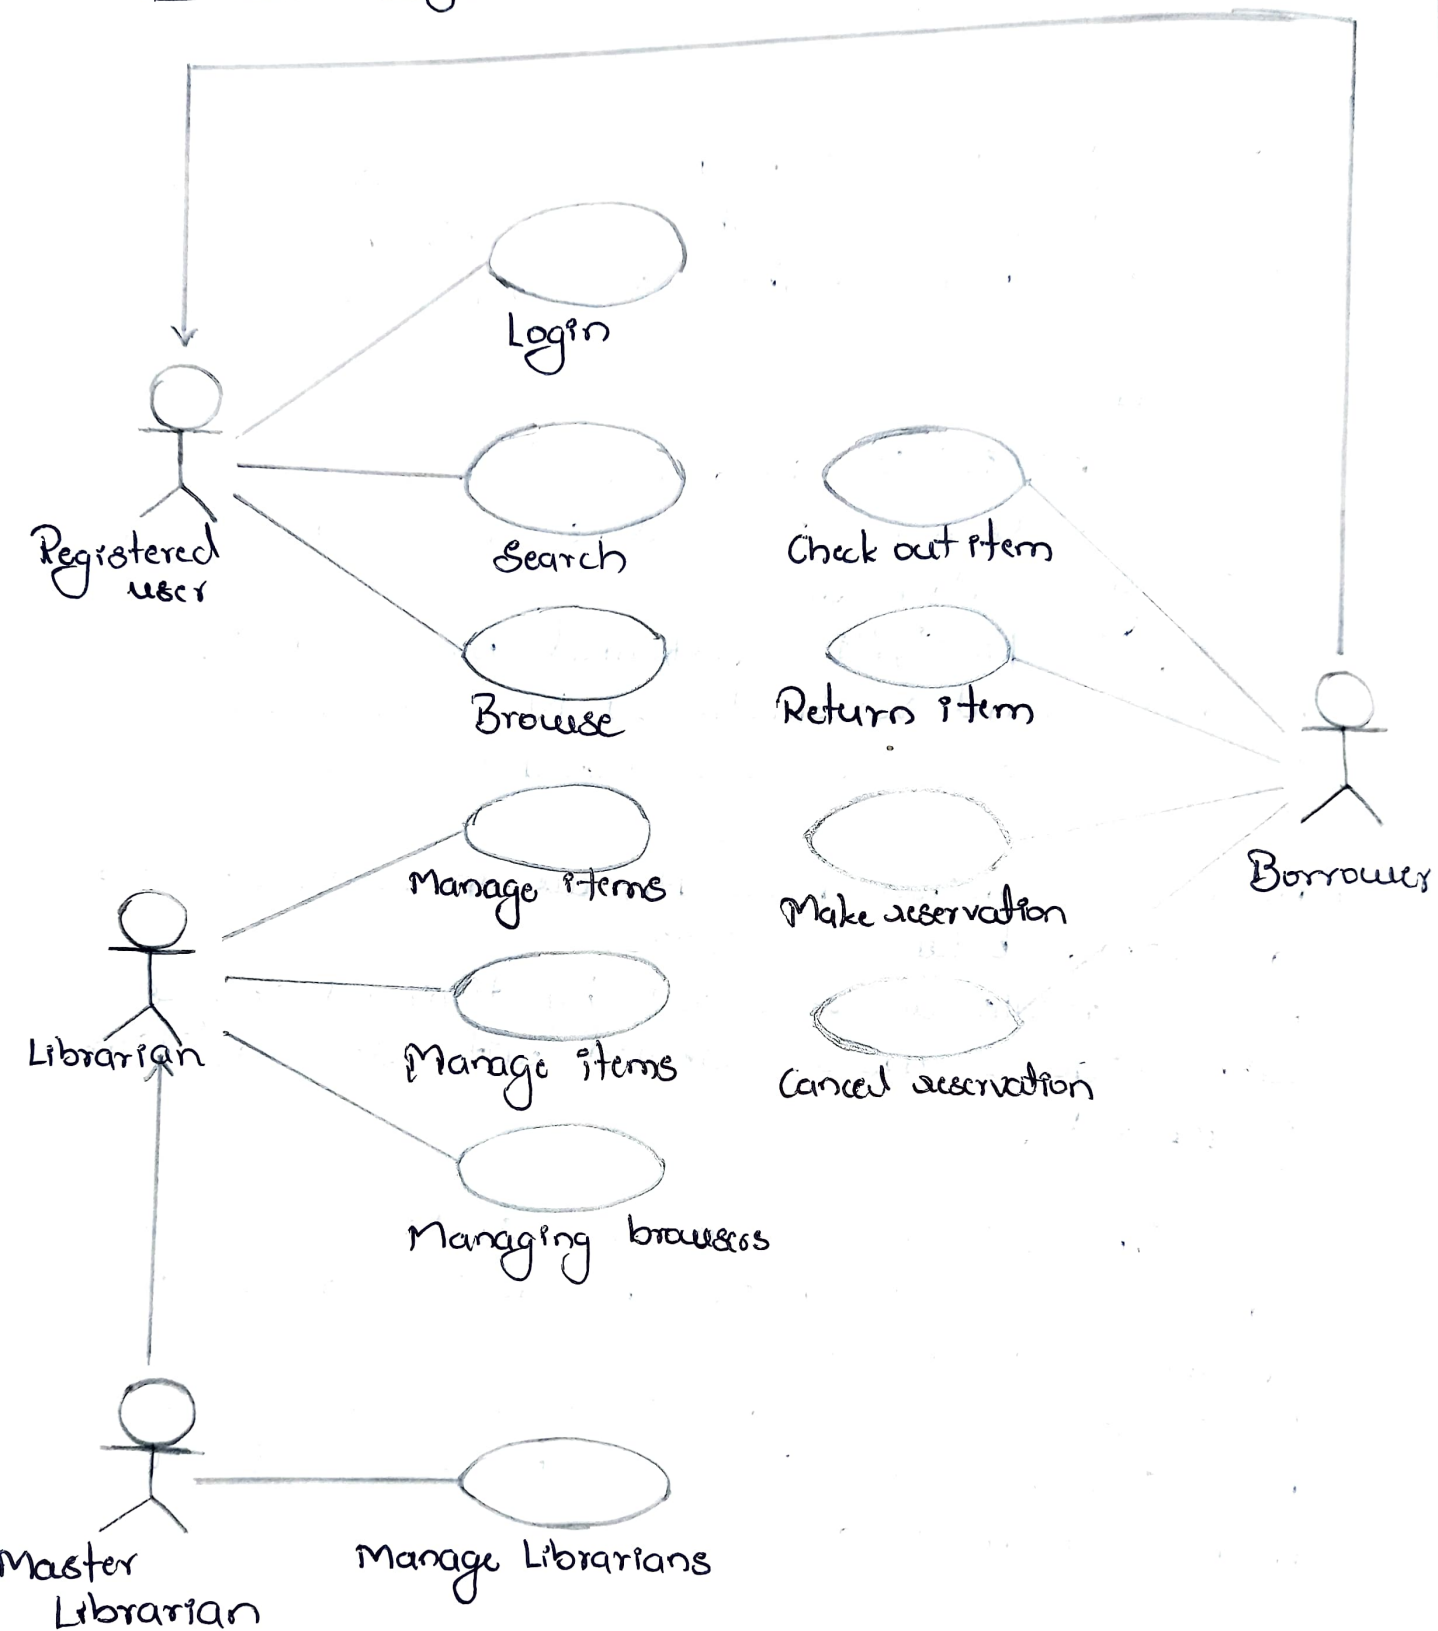 Login
Registered
user
Search
Check out item
Browse
Return item
Manage items
Borrower
Make reservation
Librarian
Manage items
Cancel reservation
Managing browsers
Master
Librarian
Manage Librarians